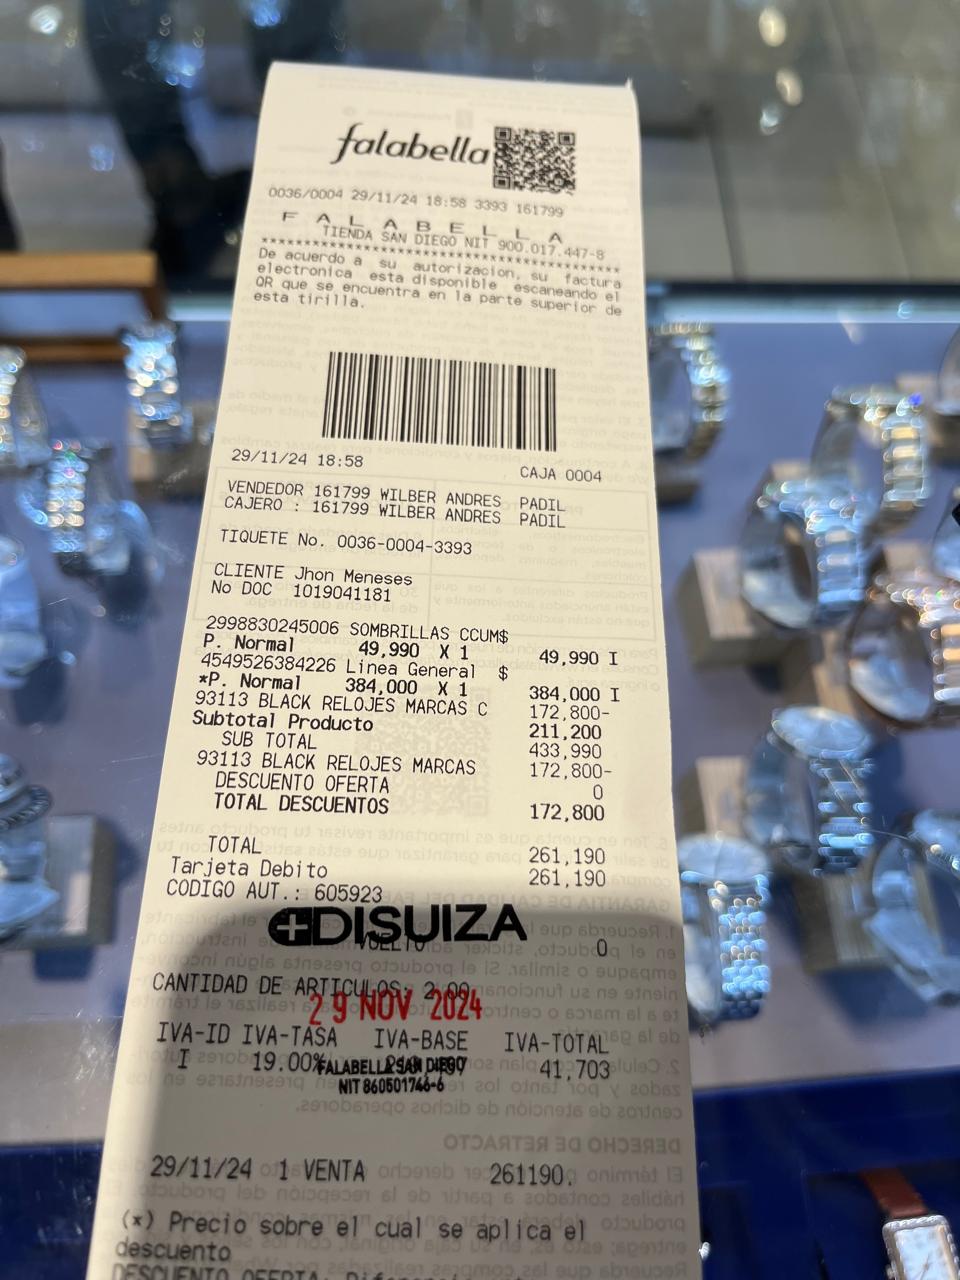 falabella
0036/0004 29/11/24 18:58 3393 161799
F A L A B E L L A
TIENDA SAN DIEGO NIT 900.017.447-8
****************************************
De acuerdo a su autorizacion, su factura
electronica esta disponible escaneando el
QR que se encuentra en la parte superior de
esta tirilla.
29/11/24 18:58 CAJA 0004
VENDEDOR 161799 WILBER ANDRES PADIL
CAJERO : 161799 WILBER ANDRES PADIL
TIQUETE No. 0036-0004-3393
CLIENTE Jhon Meneses
No DOC 1019041181
2998830245006 SOMBRILLAS CCUM$
P. Normal 49,990 X 1 49,990 I
4549526384226 Linea General $
*P. Normal 384,000 X 1 384,000 I
93113 BLACK RELOJES MARCAS C 172,800-
Subtotal Producto 211,200
SUB TOTAL 433,990
93113 BLACK RELOJES MARCAS 172,800-
DESCUENTO OFERTA 0
TOTAL DESCUENTOS 172,800
TOTAL 261,190
Tarjeta Debito 261,190
CODIGO AUT.: 605923
DISUIZA
VUELTO 0
CANTIDAD DE ARTICULOS: 2.00
29 NOV 2024
IVA-ID IVA-TASA IVA-BASE IVA-TOTAL
I 19.00% 41,703
FALABELLA SAN DIEGO
NIT 860501746-6
29/11/24 1 VENTA 261190.
(*) Precio sobre el cual se aplica el
descuento
DESCUENTO OFERTA: